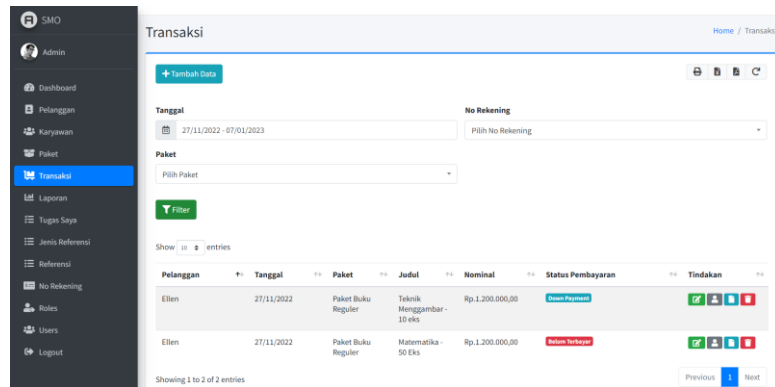 SMO
Transaksi
Home / Transaks
Admin
+ Tambah Data
Dashboard
Pelanggan
Karyawan
Paket
Transaksi
Laporan
Tugas Saya
Jenis Referensi
Referensi
No Rekening
Roles
Users
Logout
Tanggal
No Rekening
27/11/2022 - 07/01/2023
Pilih No Rekening
Paket
Pilih Paket
Filter
Show 10 entries
Pelanggan Tanggal Paket Judul Nominal Status Pembayaran Tindakan
Ellen 27/11/2022 Paket Buku Teknik Rp.1.200.000,00 Down Payment
Reguler Menggambar -
10 eks
Ellen 27/11/2022 Paket Buku Matematika - Rp.1.200.000,00 Belum Terbayar
Reguler 50 Eks
Showing 1 to 2 of 2 entries
Previous 1 Next